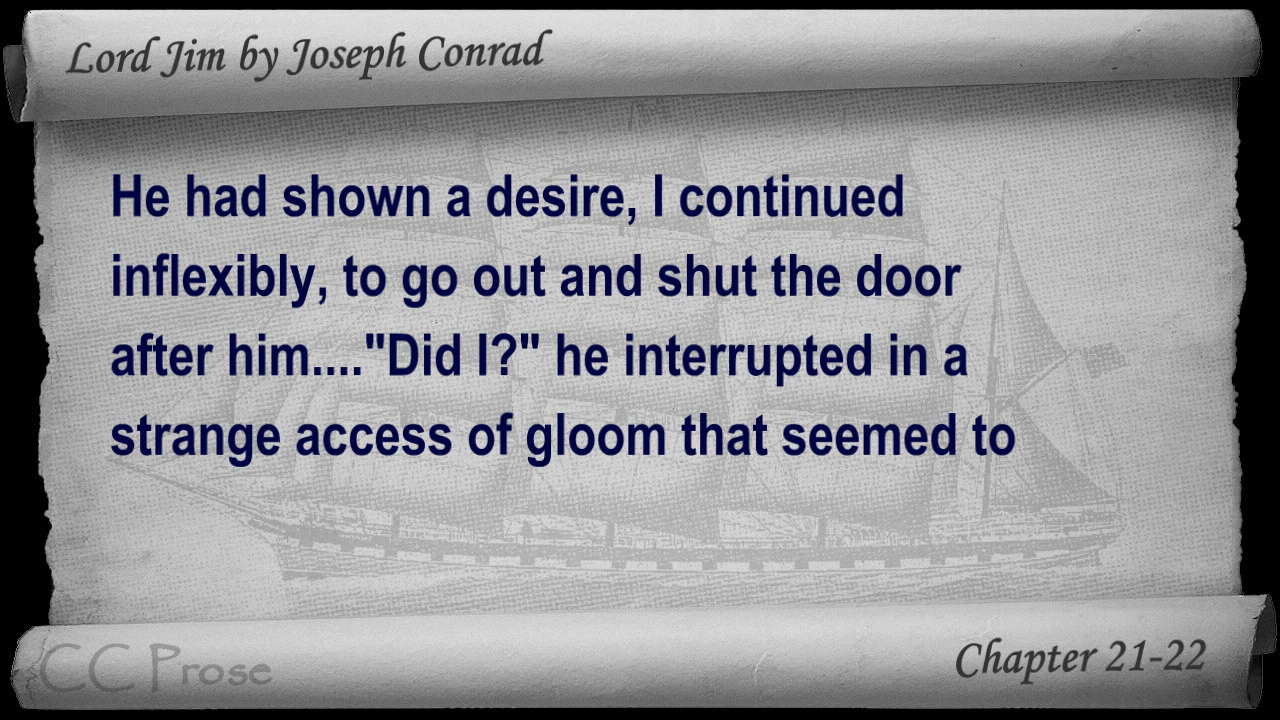 Lord Jim by Joseph Conrad
He had shown a desire, I continued
inflexibly, to go out and shut the door
after him...."Did I?" he interrupted in a
strange access of gloom that seemed to
CC Prose
Chapter 21-22